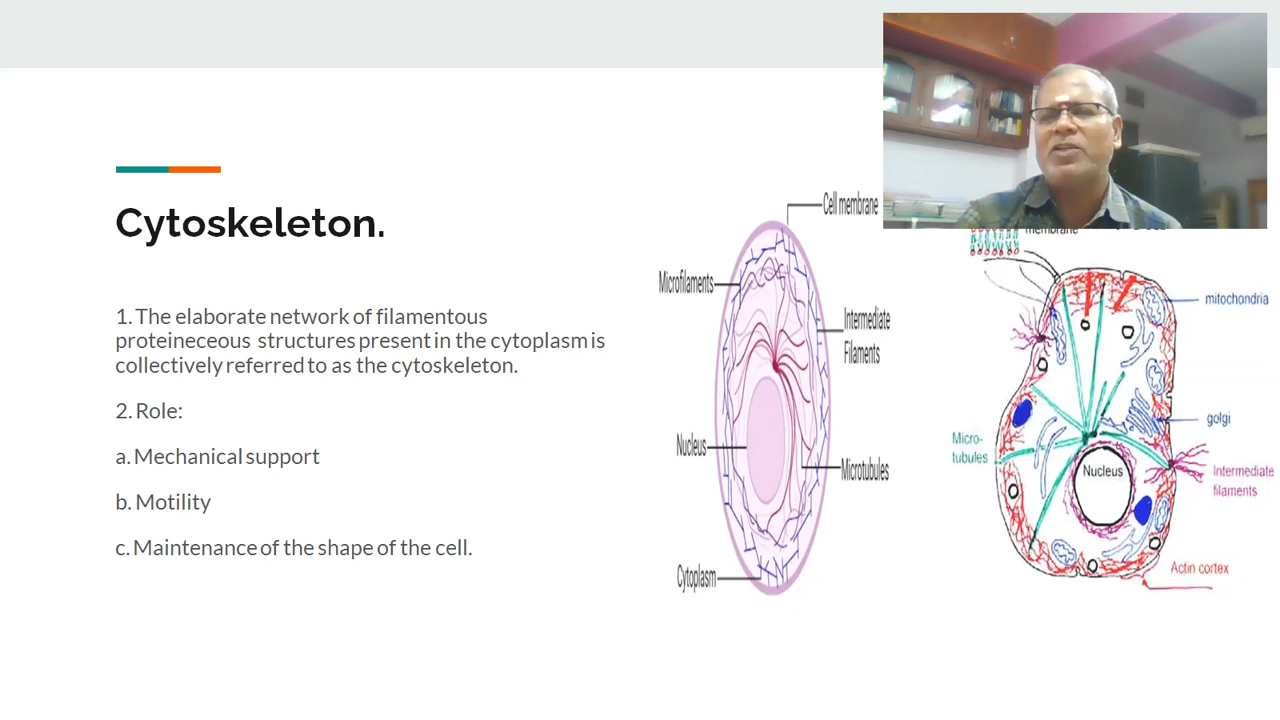 Cytoskeleton.
1. The elaborate network of filamentous
proteineceous structures present in the cytoplasm is
collectively referred to as the cytoskeleton.
2. Role:
a. Mechanical support
b. Motility
c. Maintenance of the shape of the cell.
Cell membrane
Microfilaments
Intermediate
Filaments
Nucleus
Microtubules
Cytoplasm
membrane
mitochondria
golgi
Micro-
tubules
Nucleus
Intermediate
filaments
Actin cortex